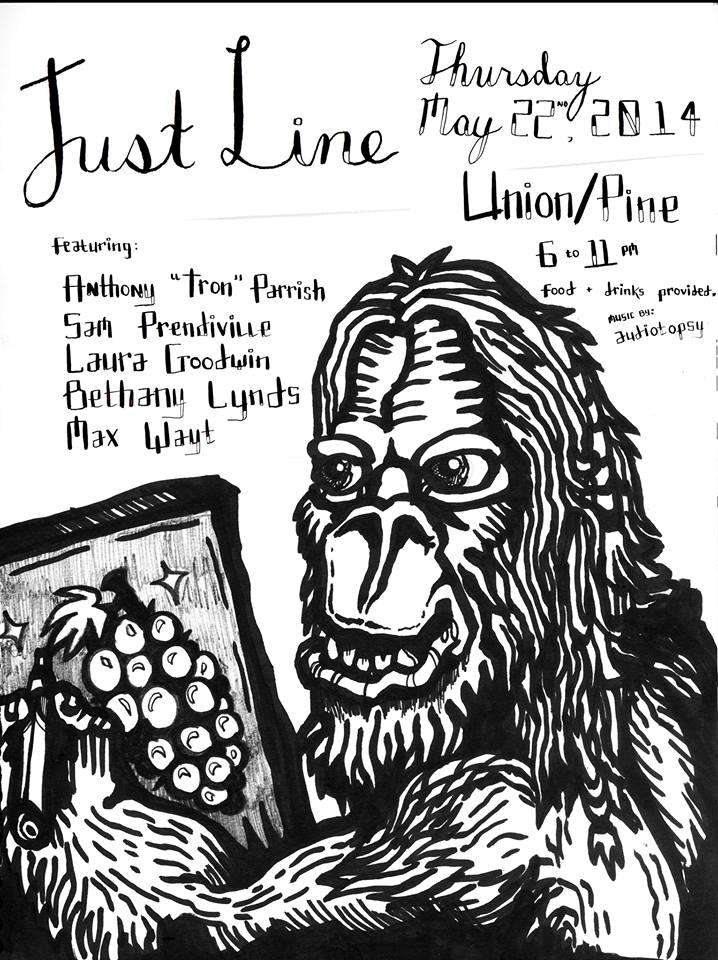 Just Line
Thursday
May 22ND, 2014
Union/Pine
6 to 11 PM
food + drinks provided.
MUSIC BY:
audiotopsy
featuring:
Anthony "Tron" Parrish
Sam Prendiville
Laura Goodwin
Bethany Lynds
Max Wayt